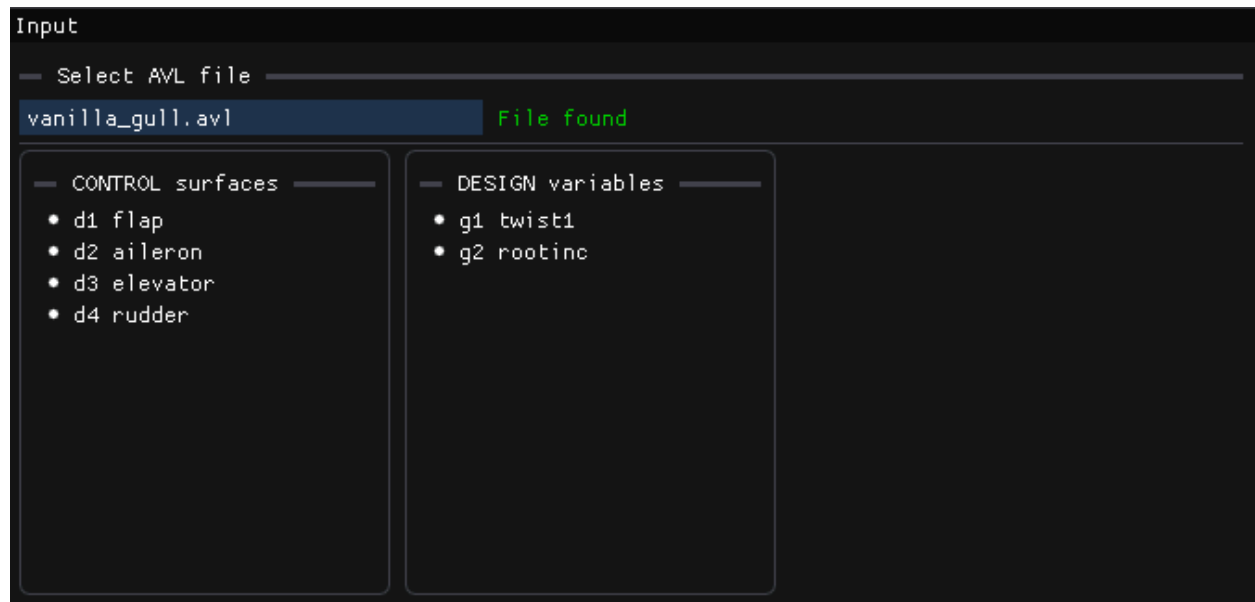 Input
Select AVL file
vanilla_gull.avl File found
CONTROL surfaces
d1 flap
d2 aileron
d3 elevator
d4 rudder
DESIGN variables
g1 twist1
g2 rootinc